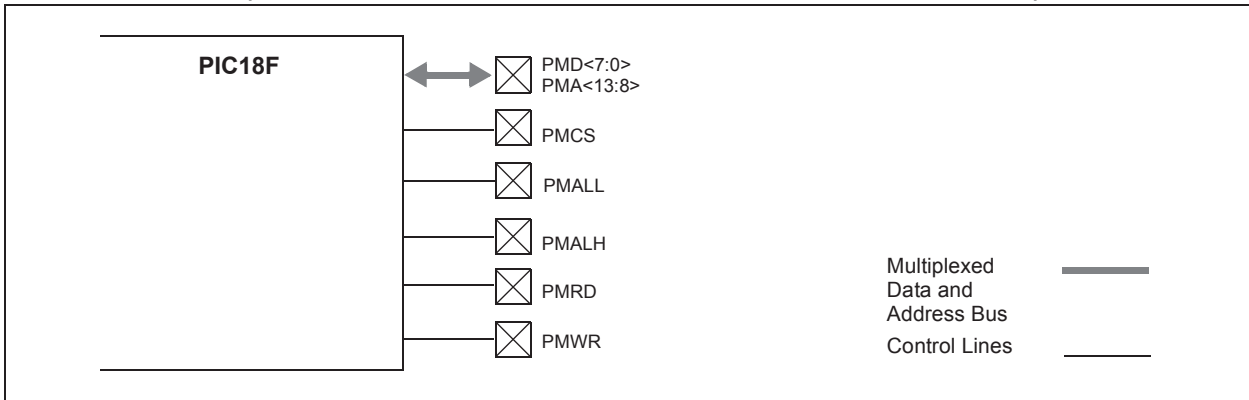 PIC18F
PMD<7:0>
PMA<13:8>
PMCS
PMALL
PMALH
PMRD
PMWR
Multiplexed
Data and
Address Bus
Control Lines